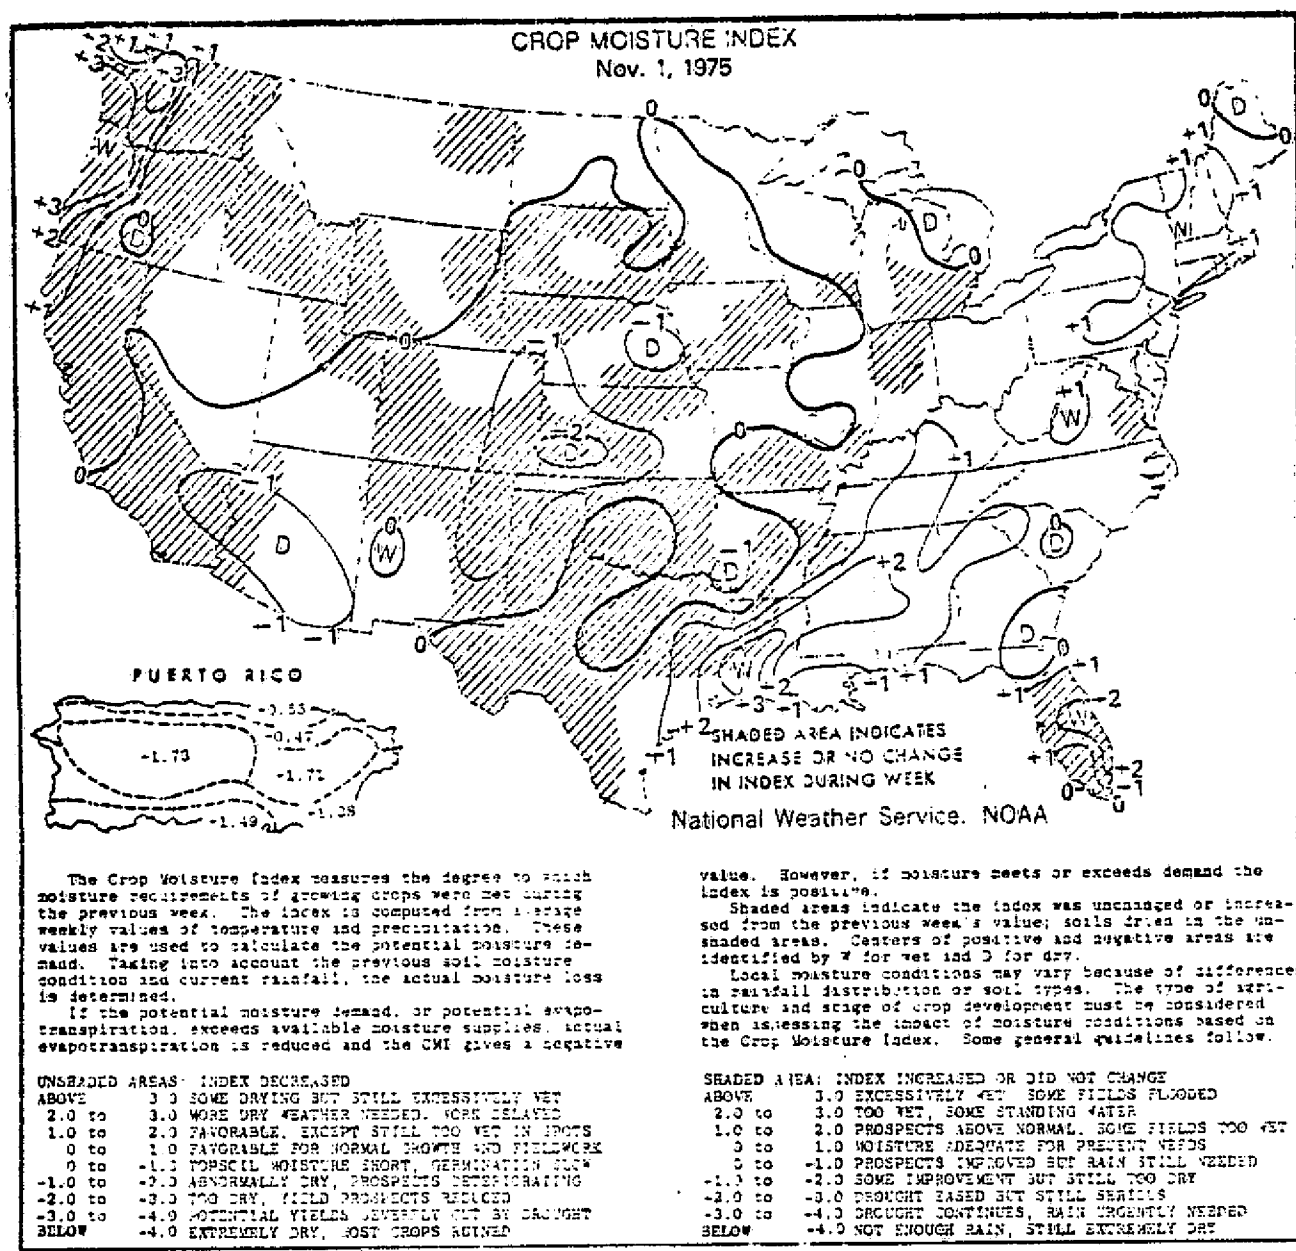 CROP MOISTURE INDEX
Nov. 1, 1975
PUERTO RICO
-0.53
-0.47
-1.73
-1.71
-1.49
SHADED AREA INDICATES
INCREASE OR NO CHANGE
IN INDEX DURING WEEK
National Weather Service. NOAA
The Crop Moisture Index measures the degree to which
moisture requirements of growing crops were met during
the previous week. The index is computed from average
weekly values of temperature and precipitation. These
values are used to calculate the potential moisture de-
mand. Taking into account the previous soil moisture
condition and current rainfall, the actual moisture loss
is determined.
If the potential moisture demand, or potential evapo-
transpiration, exceeds available moisture supplies, actual
evapotranspiration is reduced and the CMI gives a negative
value. However, if moisture meets or exceeds demand the
index is positive.
Shaded areas indicate the index was unchanged or increa-
sed from the previous week's value; soils dried in the un-
shaded areas. Centers of positive and negative areas are
identified by W for wet and D for dry.
Local moisture conditions may vary because of differences
in rainfall distribution or soil types. The type of agri-
culture and stage of crop development must be considered
when assessing the impact of moisture conditions based on
the Crop Moisture Index. Some general guidelines follow.
UNSHADED AREAS: INDEX DECREASED
ABOVE 3.0 SOME DRYING BUT STILL EXCESSIVELY WET
2.0 to 3.0 MORE DRY WEATHER NEEDED, WORK DELAYED
1.0 to 2.0 FAVORABLE, EXCEPT STILL TOO WET IN SPOTS
0 to 1.0 FAVORABLE FOR NORMAL GROWTH AND FIELDWORK
0 to -1.0 TOPSOIL MOISTURE SHORT, GERMINATION SLOW
-1.0 to -2.0 ABNORMALLY DRY, PROSPECTS DETERIORATING
-2.0 to -3.0 TOO DRY, YIELD PROSPECTS REDUCED
-3.0 to -4.0 POTENTIAL YIELDS SEVERELY CUT BY DROUGHT
BELOW -4.0 EXTREMELY DRY, MOST CROPS RUINED
SHADED AREA: INDEX INCREASED OR DID NOT CHANGE
ABOVE 3.0 EXCESSIVELY WET SOME FIELDS FLOODED
2.0 to 3.0 TOO WET, SOME STANDING WATER
1.0 to 2.0 PROSPECTS ABOVE NORMAL, SOME FIELDS TOO WET
0 to 1.0 MOISTURE ADEQUATE FOR PRESENT NEEDS
0 to -1.0 PROSPECTS IMPROVED BUT RAIN STILL NEEDED
-1.0 to -2.0 SOME IMPROVEMENT BUT STILL TOO DRY
-2.0 to -3.0 DROUGHT EASED BUT STILL SERIOUS
-3.0 to -4.0 DROUGHT CONTINUES, RAIN URGENTLY NEEDED
BELOW -4.0 NOT ENOUGH RAIN, STILL EXTREMELY DRY